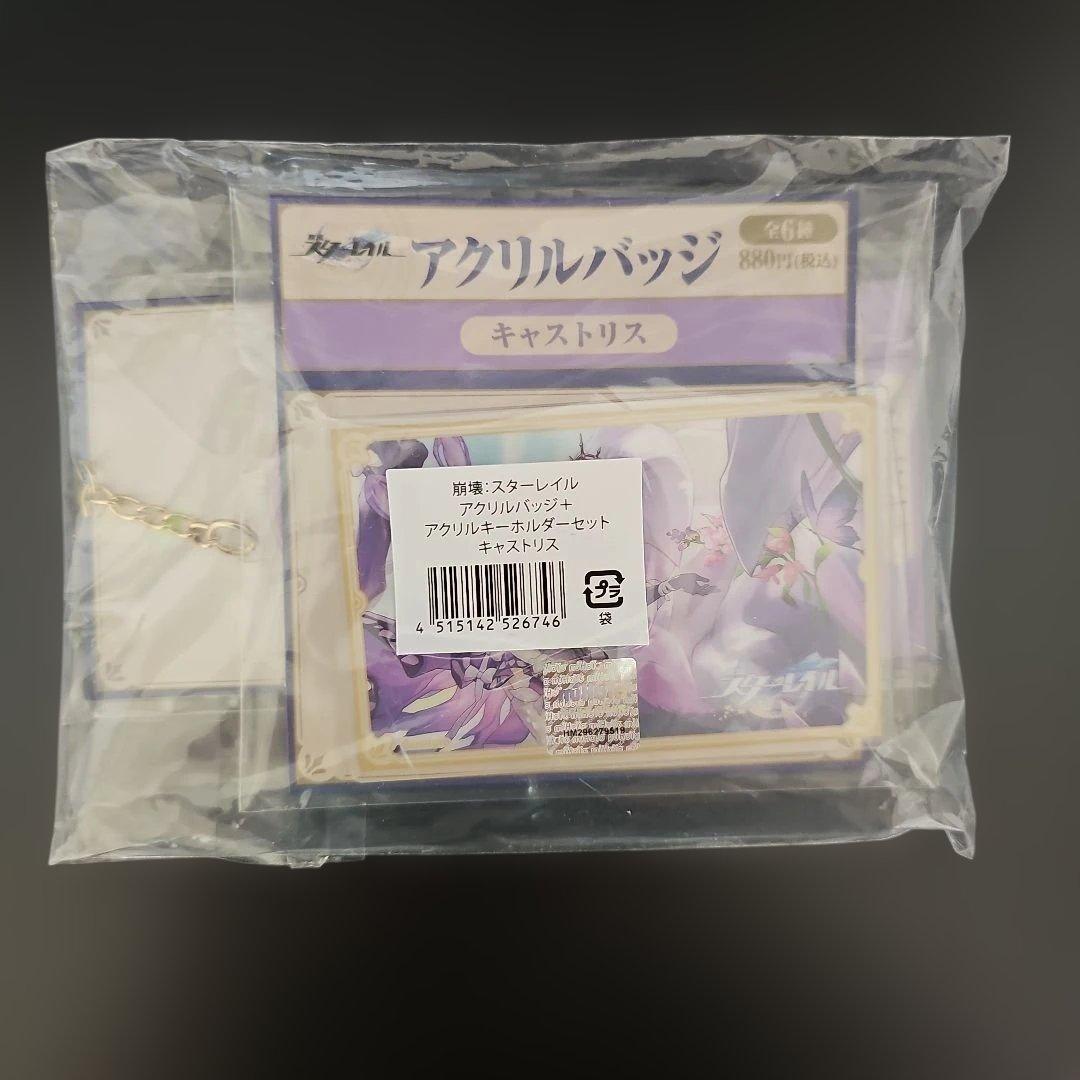 崩壊
スターレイル
アクリルバッジ
全6種
880円(税込)
キャストリス
崩壊:スターレイル
アクリルバッジ+
アクリルキーホルダーセット
キャストリス
4 515142 526746
プラ
袋
スターレイル